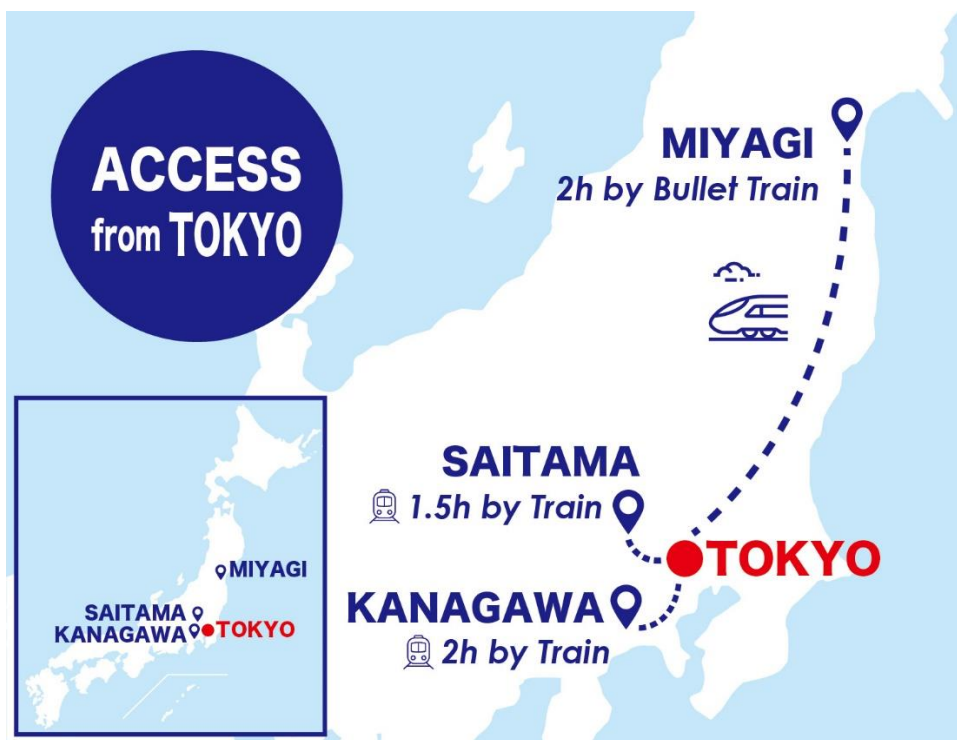 ACCESS
from TOKYO
MIYAGI
2h by Bullet Train
SAITAMA
1.5h by Train
TOKYO
KANAGAWA
2h by Train
MIYAGI
SAITAMA
KANAGAWA
TOKYO